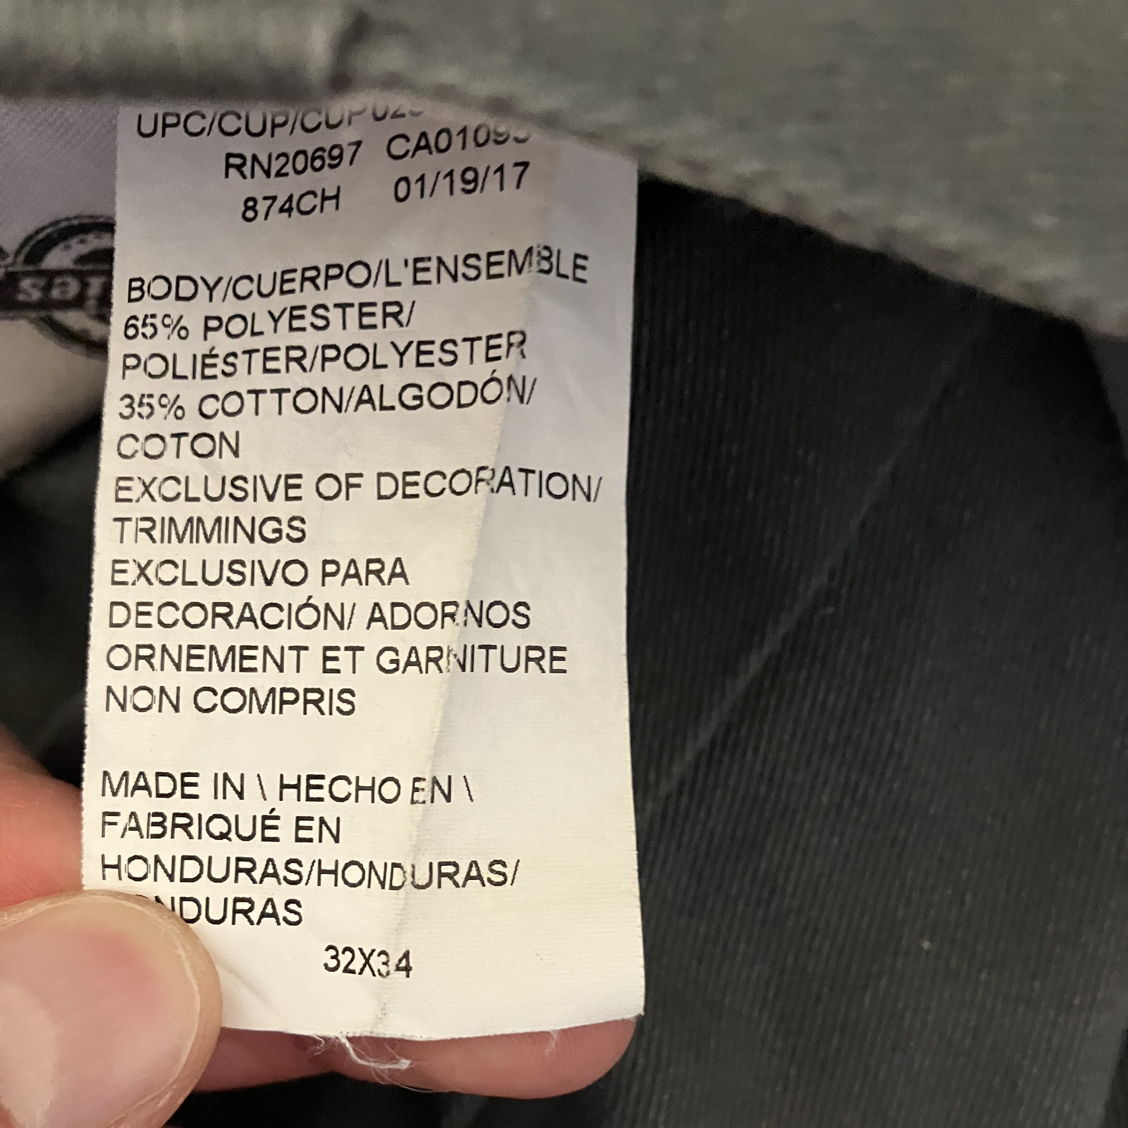 UPC/CUP/CUP
RN20697 CA01095
874CH 01/19/17
BODY/CUERPO/L'ENSEMBLE
65% POLYESTER/
POLIÉSTER/POLYESTER
35% COTTON/ALGODÓN/
COTON
EXCLUSIVE OF DECORATION/
TRIMMINGS
EXCLUSIVO PARA
DECORACIÓN/ ADORNOS
ORNEMENT ET GARNITURE
NON COMPRIS
MADE IN \ HECHO EN \
FABRIQUÉ EN
HONDURAS/HONDURAS/
HONDURAS
32X34